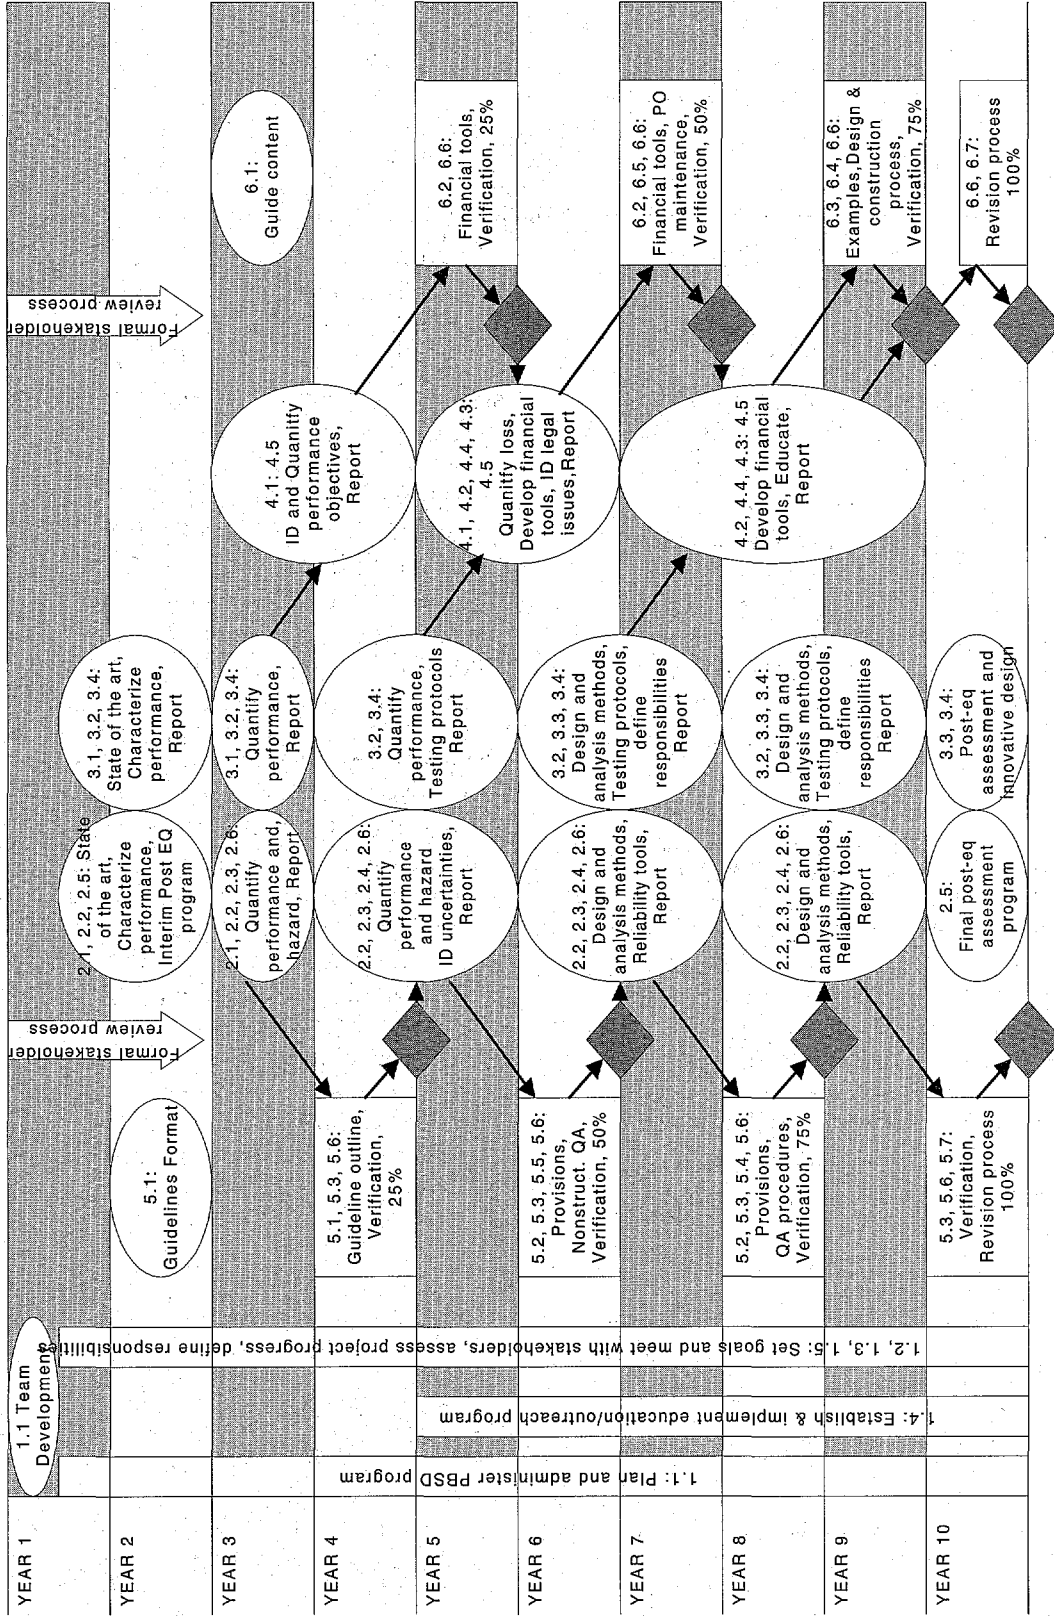 YEAR 1
YEAR 2
YEAR 3
YEAR 4
YEAR 5
YEAR 6
YEAR 7
YEAR 8
YEAR 9
YEAR 10
1.1 Team
Development
1.1: Plan and administer PBSD program
1.4: Establish & implement education/outreach program
1.2, 1.3, 1.5: Set goals and meet with stakeholders, assess project progress, define responsibilities
5.1:
Guidelines Format
5.1, 5.3, 5.6:
Guideline outline,
Verification,
25%
5.2, 5.3, 5.5, 5.6:
Provisions,
Nonstruct. QA,
Verification, 50%
5.2, 5.3, 5.4, 5.6:
Provisions,
QA procedures,
Verification, 75%
5.3, 5.6, 5.7:
Verification,
Revision process
100%
Formal stakeholder
review process
2.1, 2.2, 2.5: State
of the art,
Characterize
performance,
Interim Post EQ
program
2.1, 2.2, 2.3, 2.6:
Quantify
performance and,
hazard, Report
2.2, 2.3, 2.4, 2.6:
Quantify
performance
and hazard
ID uncertainties,
Report
2.2, 2.3, 2.4, 2.6:
Design and
analysis methods,
Reliability tools,
Report
2.2, 2.3, 2.4, 2.6:
Design and
analysis methods,
Reliability tools,
Report
2.5:
Final post-eq
assessment
program
3.1, 3.2, 3.4:
State of the art,
Characterize
performance,
Report
3.1, 3.2, 3.4:
Quantify
performance,
Report
3.2, 3.4:
Quantify
performance,
Testing protocols
Report
3.2, 3.3, 3.4:
Design and
analysis methods,
Testing protocols,
define
responsibilities
Report
3.2, 3.3, 3.4:
Design and
analysis methods,
Testing protocols,
define
responsibilities
Report
3.3, 3.4:
Post-eq
assessment and
Innovative design
4.1: 4.5
ID and Quanitfy
performance
objectives,
Report
4.1, 4.2, 4.4, 4.3:
4.5
Quanitfy loss,
Develop financial
tools, ID legal
issues,Report
4.2, 4.4, 4.3: 4.5
Develop financial
tools, Educate,
Report
Formal stakeholder
review process
6.1:
Guide content
6.2, 6.6:
Financial tools,
Verification, 25%
6.2, 6.5, 6.6:
Financial tools, PO
maintenance,
Verification, 50%
6.3, 6.4, 6.6:
Examples,Design &
construction
process,
Verification, 75%
6.6, 6.7:
Revision process
100%